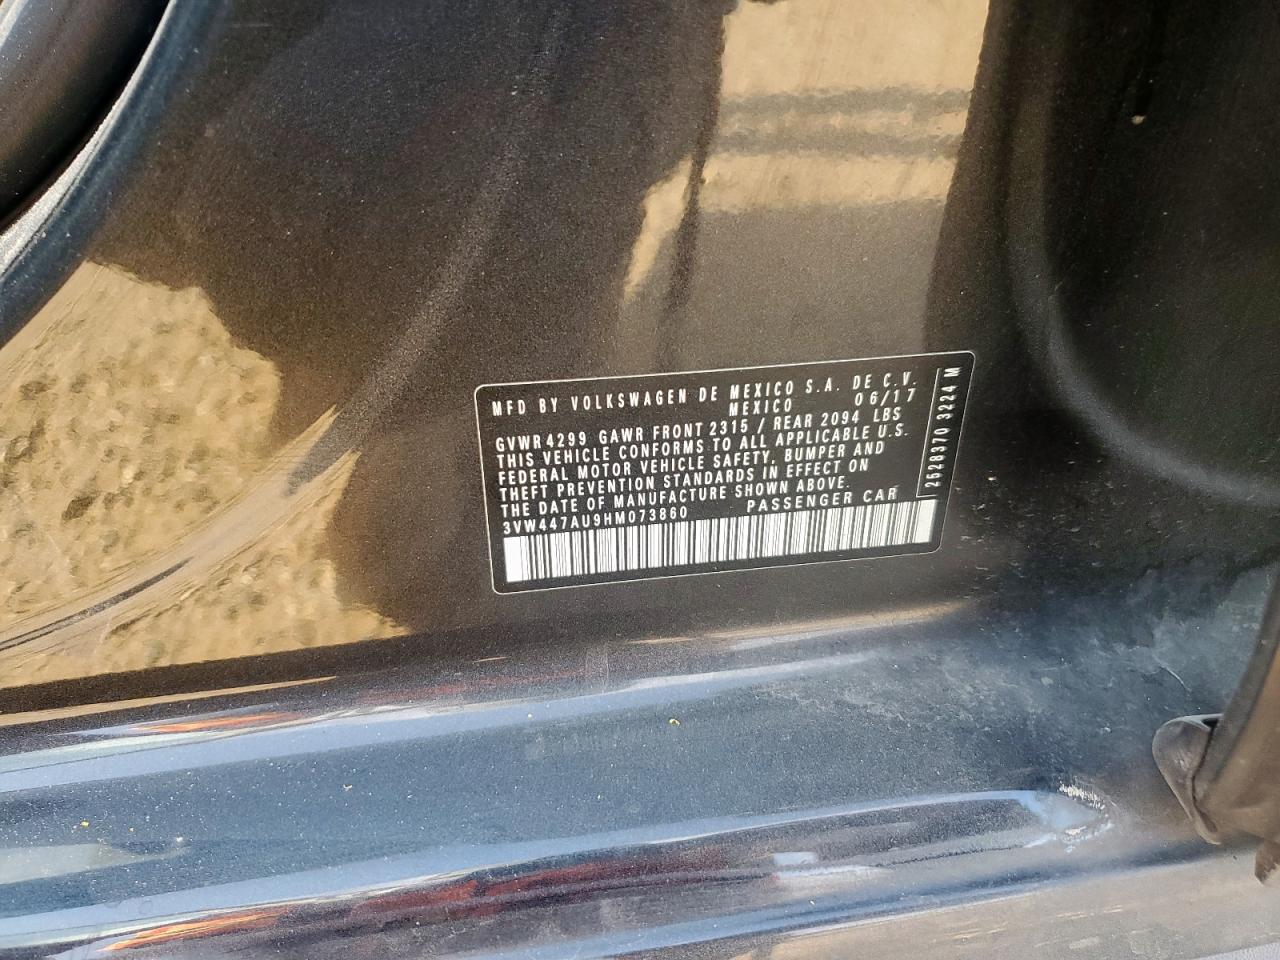 MFD BY VOLKSWAGEN DE MEXICO S.A. DE C.V.
MEXICO 06/17
GVWR 4299 GAWR FRONT 2315 / REAR 2094 LBS
THIS VEHICLE CONFORMS TO ALL APPLICABLE U.S.
FEDERAL MOTOR VEHICLE SAFETY, BUMPER AND
THEFT PREVENTION STANDARDS IN EFFECT ON
THE DATE OF MANUFACTURE SHOWN ABOVE.
3VW447AU9HM073860 PASSENGER CAR
2528370 3224 M